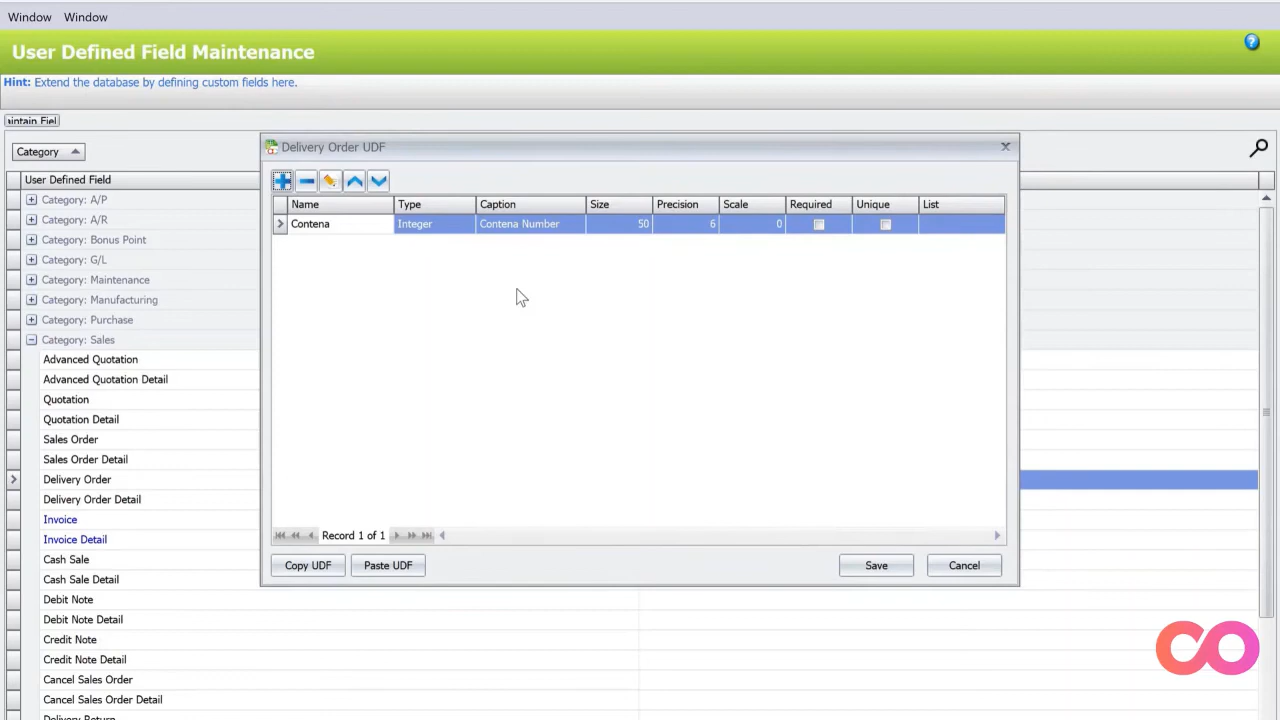 Window Window
User Defined Field Maintenance
Hint: Extend the database by defining custom fields here.
Category
User Defined Field
Category: A/P
Category: A/R
Category: Bonus Point
Category: G/L
Category: Maintenance
Category: Manufacturing
Category: Purchase
Category: Sales
Advanced Quotation
Advanced Quotation Detail
Quotation
Quotation Detail
Sales Order
Sales Order Detail
Delivery Order
Delivery Order Detail
Invoice
Invoice Detail
Cash Sale
Cash Sale Detail
Debit Note
Debit Note Detail
Credit Note
Credit Note Detail
Cancel Sales Order
Cancel Sales Order Detail
Delivery Return
Delivery Order UDF
Name Type Caption Size Precision Scale Required Unique List
Contena Integer Contena Number 50 6 0
Record 1 of 1
Copy UDF Paste UDF Save Cancel